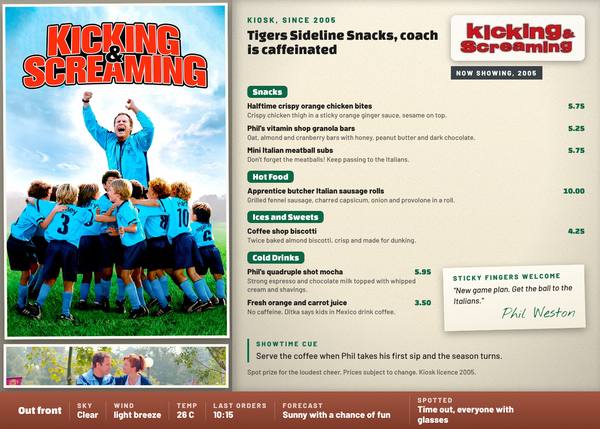 KICKING
&
SCREAMING
3
10
KIOSK, SINCE 2005
Tigers Sideline Snacks, coach
is caffeinated
Kicking &
Screaming
NOW SHOWING, 2005
Snacks
Halftime crispy orange chicken bites 5.75
Crispy chicken thigh in a sticky orange ginger sauce, sesame on top.
Phil's vitamin shop granola bars 5.25
Oat, almond and cranberry bars with honey, peanut butter and dark chocolate.
Mini Italian meatball subs 5.75
Don't forget the meatballs! Keep passing to the Italians.
Hot Food
Apprentice butcher Italian sausage rolls 10.00
Grilled fennel sausage, charred capsicum, onion and provolone in a roll.
Ices and Sweets
Coffee shop biscotti 4.25
Twice baked almond biscotti, crisp and made for dunking.
Cold Drinks
Phil's quadruple shot mocha 5.95
Strong espresso and chocolate milk topped with whipped
cream and shavings.
Fresh orange and carrot juice 3.50
No caffeine. Ditka says kids in Mexico drink coffee.
STICKY FINGERS WELCOME
"New game plan. Get the ball to the
Italians."
Phil Weston
SHOWTIME CUE
Serve the coffee when Phil takes his first sip and the season turns.
Spot prize for the loudest cheer. Prices subject to change. Kiosk licence 2005.
Out front
SKY
Clear
WIND
light breeze
TEMP
26 C
LAST ORDERS
10:15
FORECAST
Sunny with a chance of fun
SPOTTED
Time out, everyone with
glasses